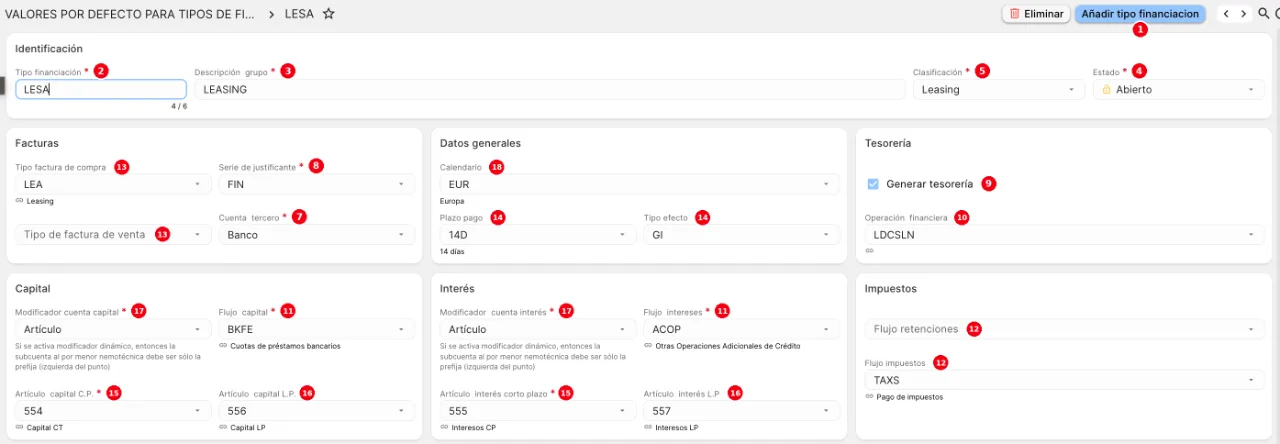 VALORES POR DEFECTO PARA TIPOS DE FI... > LESA
Eliminar
Añadir tipo financiacion
1
Identificación
Tipo financiación * 2
Descripción grupo * 3
Clasificación * 5
Estado * 4
LESA
LEASING
Leasing
Abierto
4 / 6
Facturas
Tipo factura de compra 13
Serie de justificante * 8
LEA
FIN
Leasing
Cuenta tercero * 7
Tipo de factura de venta 13
Banco
Datos generales
Calendario 18
EUR
Europa
Plazo pago 14
Tipo efecto 14
14D
GI
14 días
Tesorería
Generar tesorería 9
Operación financiera 10
LDCSLN
Capital
Modificador cuenta capital * 17
Flujo capital * 11
Artículo
BKFE
Si se activa modificador dinámico, entonces la
subcuenta al por menor nemotécnica debe ser sólo la
prefija (izquierda del punto)
Cuotas de préstamos bancarios
Artículo capital C.P. * 15
Artículo capital L.P. 16
554
556
Capital CT
Capital LP
Interés
Modificador cuenta interés * 17
Flujo intereses * 11
Artículo
ACOP
Si se activa modificador dinámico, entonces la
subcuenta al por menor nemotécnica debe ser sólo la
prefija (izquierda del punto)
Otras Operaciones Adicionales de Crédito
Artículo interés corto plazo * 15
Artículo interés L.P 16
555
557
Intereses CP
Interesos LP
Impuestos
Flujo retenciones 12
Flujo impuestos 12
TAXS
Pago de impuestos